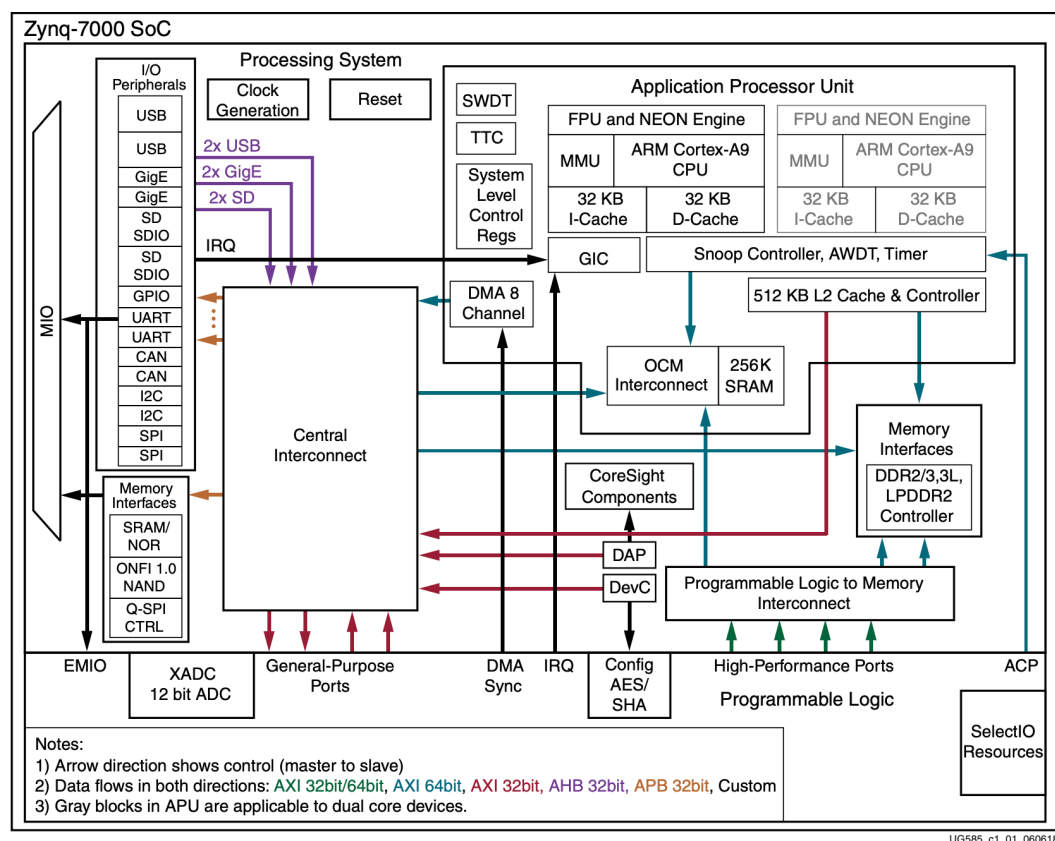 Zynq-7000 SoC
Processing System
I/O
Peripherals
USB
USB
GigE
GigE
SD
SDIO
SD
SDIO
GPIO
UART
UART
CAN
CAN
I2C
I2C
SPI
SPI
MIO
Memory
Interfaces
SRAM/
NOR
ONFI 1.0
NAND
Q-SPI
CTRL
Clock
Generation
Reset
2x USB
2x GigE
2x SD
IRQ
Central
Interconnect
Application Processor Unit
SWDT
TTC
System
Level
Control
Regs
FPU and NEON Engine
MMU
ARM Cortex-A9
CPU
32 KB
I-Cache
32 KB
D-Cache
FPU and NEON Engine
MMU
ARM Cortex-A9
CPU
32 KB
I-Cache
32 KB
D-Cache
GIC
Snoop Controller, AWDT, Timer
DMA 8
Channel
512 KB L2 Cache & Controller
OCM
Interconnect
256K
SRAM
Memory
Interfaces
DDR2/3,3L,
LPDDR2
Controller
CoreSight
Components
DAP
DevC
Programmable Logic to Memory
Interconnect
EMIO
XADC
12 bit ADC
General-Purpose
Ports
DMA
Sync
IRQ
Config
AES/
SHA
High-Performance Ports
ACP
Programmable Logic
SelectIO
Resources
Notes:
1) Arrow direction shows control (master to slave)
2) Data flows in both directions: AXI 32bit/64bit, AXI 64bit, AXI 32bit, AHB 32bit, APB 32bit, Custom
3) Gray blocks in APU are applicable to dual core devices.
UG585_c1_01_060618